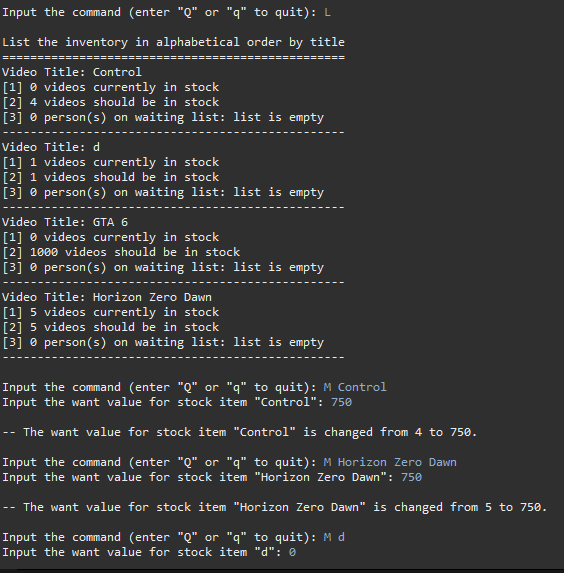 Input the command (enter "Q" or "q" to quit): L
List the inventory in alphabetical order by title
=================================================
Video Title: Control
[1] 0 videos currently in stock
[2] 4 videos should be in stock
[3] 0 person(s) on waiting list: list is empty
-------------------------------------------------
Video Title: d
[1] 1 videos currently in stock
[2] 1 videos should be in stock
[3] 0 person(s) on waiting list: list is empty
-------------------------------------------------
Video Title: GTA 6
[1] 0 videos currently in stock
[2] 1000 videos should be in stock
[3] 0 person(s) on waiting list: list is empty
-------------------------------------------------
Video Title: Horizon Zero Dawn
[1] 5 videos currently in stock
[2] 5 videos should be in stock
[3] 0 person(s) on waiting list: list is empty
-------------------------------------------------
Input the command (enter "Q" or "q" to quit): M Control
Input the want value for stock item "Control": 750
-- The want value for stock item "Control" is changed from 4 to 750.
Input the command (enter "Q" or "q" to quit): M Horizon Zero Dawn
Input the want value for stock item "Horizon Zero Dawn": 750
-- The want value for stock item "Horizon Zero Dawn" is changed from 5 to 750.
Input the command (enter "Q" or "q" to quit): M d
Input the want value for stock item "d": 0